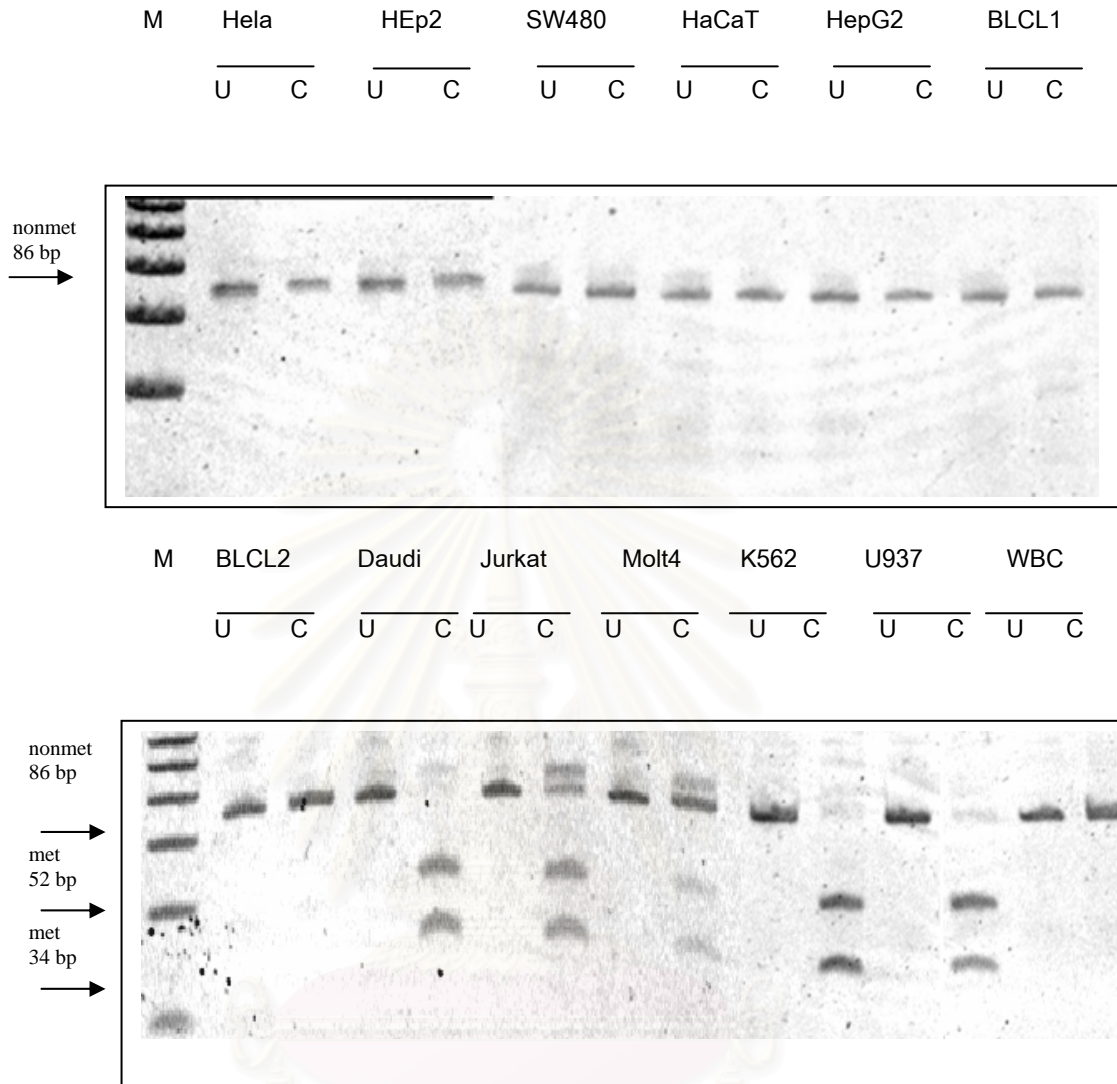 M Hela HEp2 SW480 HaCaT HepG2 BLCL1
U C U C U C U C U C U C
nonmet
86 bp
M BLCL2 Daudi Jurkat Molt4 K562 U937 WBC
U C U C U C U C U C U C U C
nonmet
86 bp
met
52 bp
met
34 bp